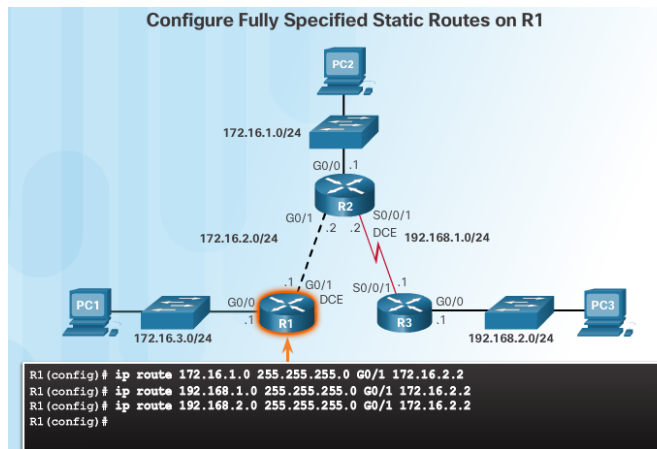 Configure Fully Specified Static Routes on R1
PC2
172.16.1.0/24
G0/0 .1
R2
G0/1 S0/0/1
.2 .2 DCE
172.16.2.0/24 192.168.1.0/24
.1 G0/1 S0/0/1 .1
DCE
PC1 G0/0 R1 R3 G0/0 PC3
.1 .1
172.16.3.0/24 192.168.2.0/24
R1(config)# ip route 172.16.1.0 255.255.255.0 G0/1 172.16.2.2
R1(config)# ip route 192.168.1.0 255.255.255.0 G0/1 172.16.2.2
R1(config)# ip route 192.168.2.0 255.255.255.0 G0/1 172.16.2.2
R1(config)#